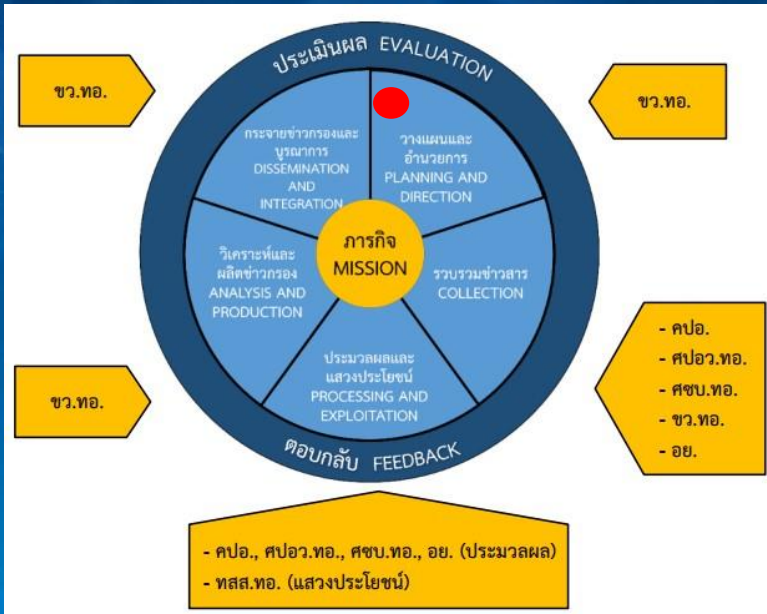 ประเมินผล EVALUATION
ขว.ทอ.
ขว.ทอ.
กระจายข่าวกรองและ
บูรณาการ
DISSEMINATION
AND
INTEGRATION
วางแผนและ
อำนวยการ
PLANNING AND
DIRECTION
ภารกิจ
MISSION
วิเคราะห์และ
ผลิตข่าวกรอง
ANALYSIS AND
PRODUCTION
รวบรวมข่าวสาร
COLLECTION
ประมวลผลและ
แสวงประโยชน์
PROCESSING AND
EXPLOITATION
- คปอ.
- ศปอว.ทอ.
- ศซบ.ทอ.
- ขว.ทอ.
- อย.
ขว.ทอ.
ตอบกลับ FEEDBACK
- คปอ., ศปอว.ทอ., ศซบ.ทอ., อย. (ประมวลผล)
- ทสส.ทอ. (แสวงประโยชน์)